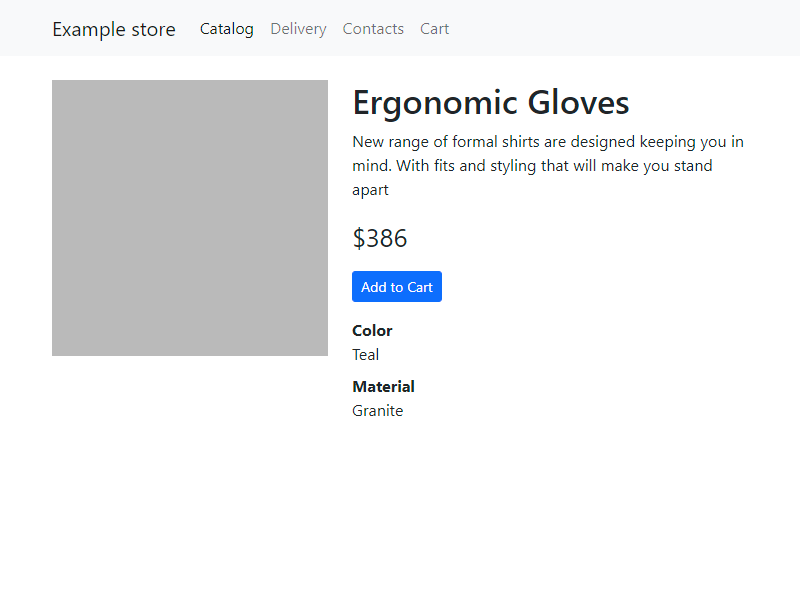 Example store Catalog Delivery Contacts Cart
Ergonomic Gloves
New range of formal shirts are designed keeping you in
mind. With fits and styling that will make you stand
apart
$386
Add to Cart
Color
Teal
Material
Granite